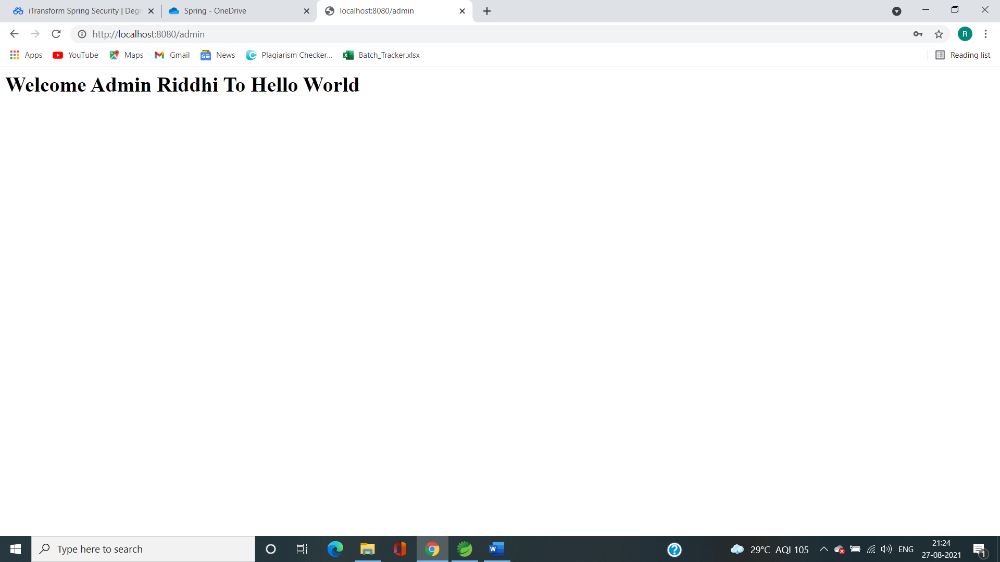 iTransform Spring Security | Degr
Spring - OneDrive
localhost:8080/admin
http://localhost:8080/admin
R
Apps
YouTube
Maps
Gmail
News
Plagiarism Checker...
Batch_Tracker.xlsx
Reading list
Welcome Admin Riddhi To Hello World
Type here to search
29°C AQI 105
ENG
21:24
27-08-2021
1